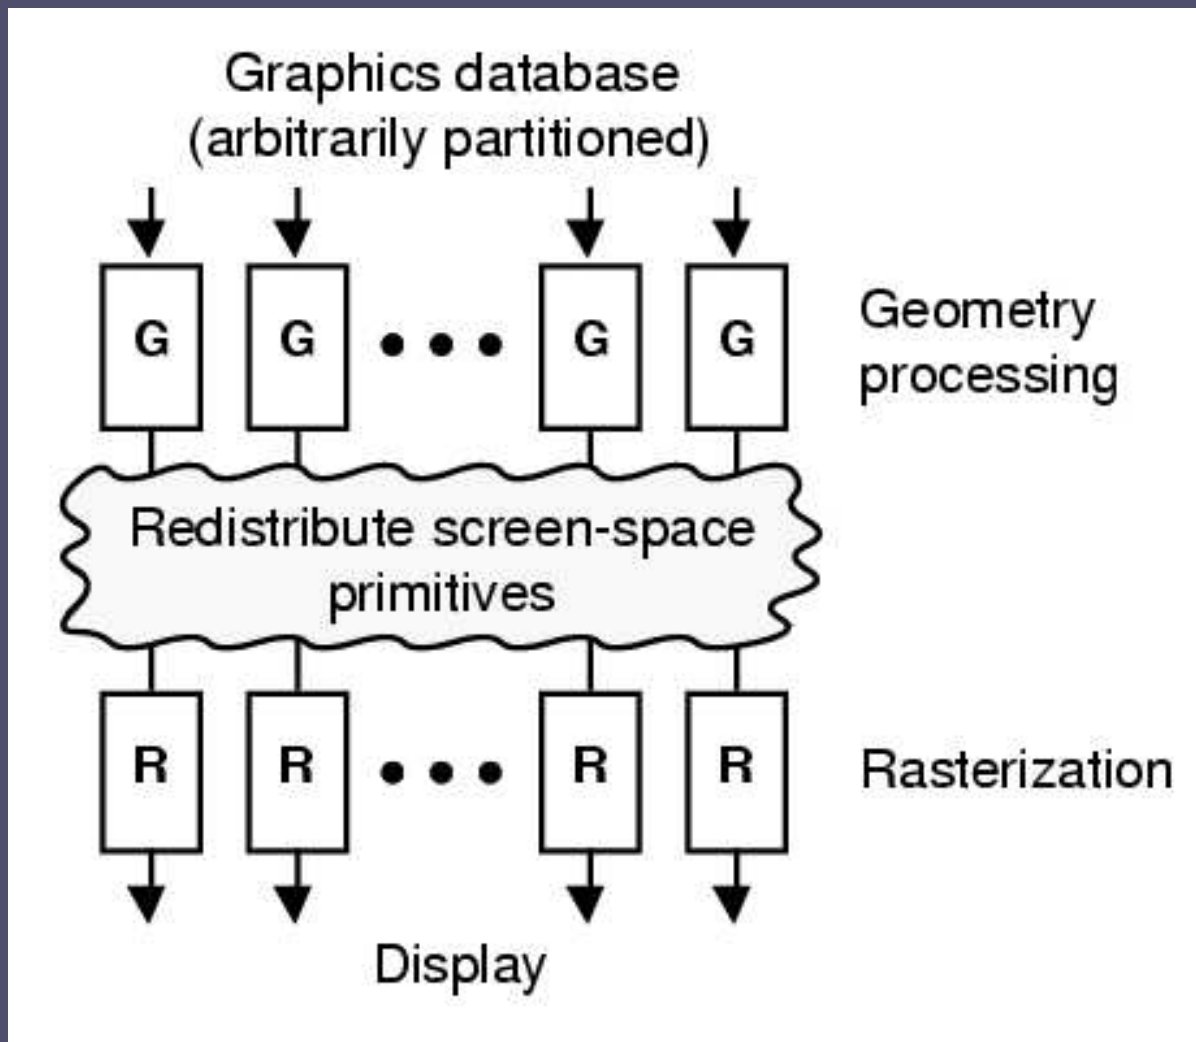 Graphics database
(arbitrarily partitioned)
G G G G
Geometry
processing
Redistribute screen-space
primitives
R R R R
Rasterization
Display